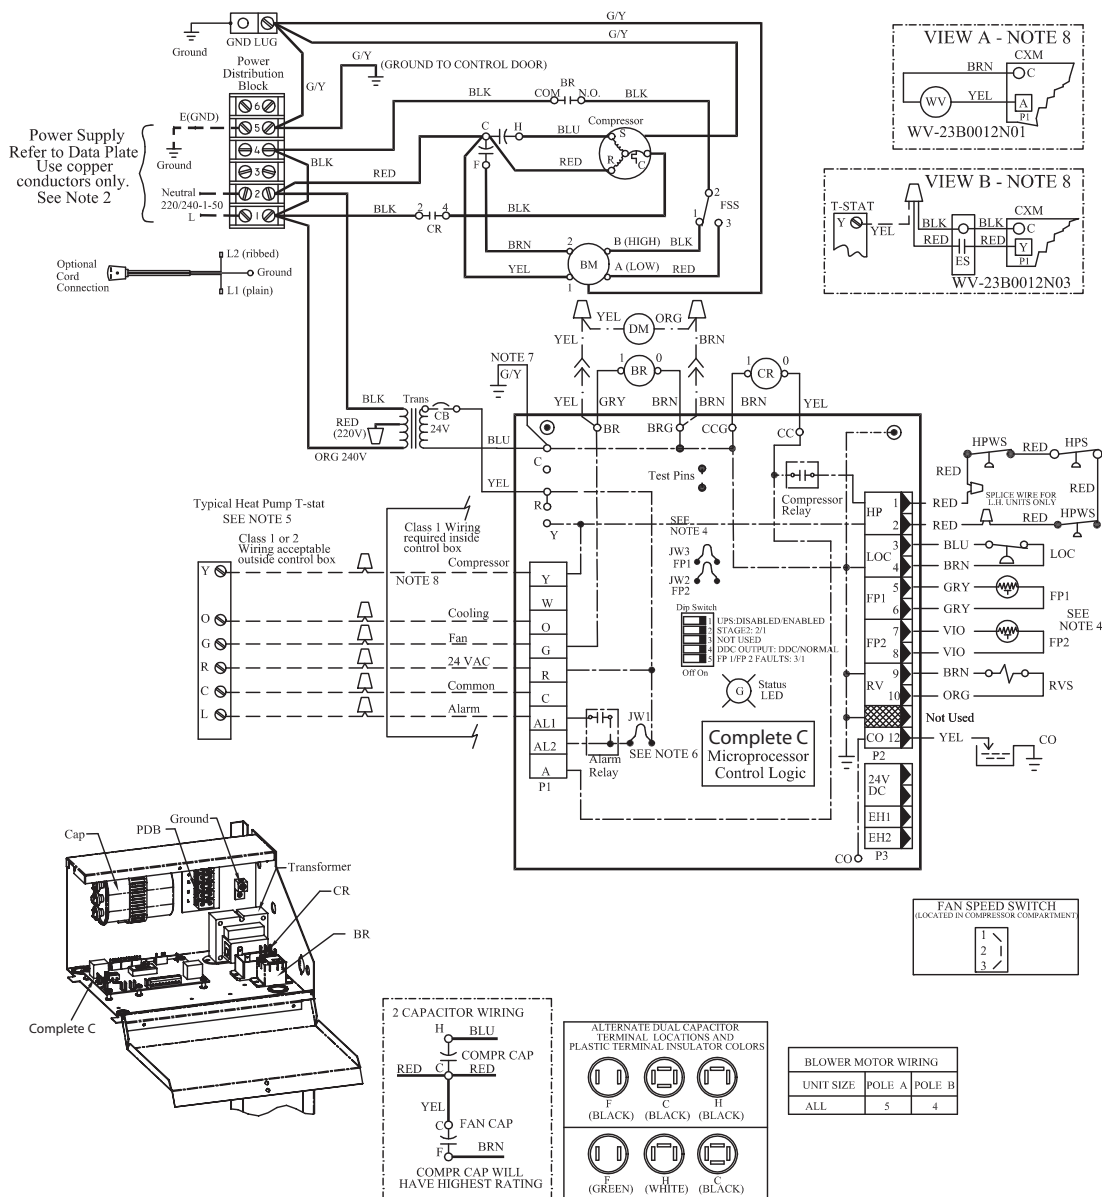 G/Y
G/Y
GND LUG
Ground
G/Y
(GROUND TO CONTROL DOOR)
Power
Distribution
Block
G/Y
6
E(GND)
5
4
3
2
1
Power Supply
Refer to Data Plate
Use copper
conductors only.
See Note 2
Ground
Neutral
220/240-1-50
L
BLK
RED
BLK
COM
BR
N.O.
BLK
C
H
BLU
Compressor
S
R
C
F
RED
BLK
2
4
CR
BLK
2
FSS
1
3
BRN
2
B (HIGH)
BLK
BM
YEL
1
A (LOW)
RED
Optional
Cord
Connection
L2 (ribbed)
Ground
L1 (plain)
VIEW A - NOTE 8
CXM
BRN
C
WV
YEL
A
P1
WV-23B0012N01
VIEW B - NOTE 8
T-STAT
Y
YEL
BLK
BLK
CXM
C
RED
RED
Y
ES
P1
WV-23B0012N03
YEL
ORG
DM
YEL
BRN
NOTE 7
G/Y
1
BR
0
1
CR
0
BLK
Trans
CB
24V
RED
(220V)
ORG 240V
BLU
YEL
YEL
GRY
BRN
BRN
BRN
YEL
BR
BRG
CCG
CC
C
R
Y
Test Pins
Compressor
Relay
SEE
NOTE 4
JW3
FP1
JW2
FP2
HP
1
2
LOC
3
4
FP1
5
6
FP2
7
8
RV
9
10
CO
12
P2
24V
DC
EH1
EH2
P3
CO
RED
HPWS
RED
HPS
RED
RED
SPLICE WIRE FOR
L.H. UNITS ONLY
RED
RED
RED
HPWS
BLU
BRN
LOC
GRY
GRY
FP1
SEE
NOTE 4
VIO
VIO
FP2
BRN
ORG
RVS
Not Used
YEL
CO
Typical Heat Pump T-stat
SEE NOTE 5
Class 1 or 2
Wiring acceptable
outside control box
Class 1 Wiring
required inside
control box
NOTE 8
Y
Compressor
O
Cooling
G
Fan
R
24 VAC
C
Common
L
Alarm
Y
W
O
G
R
C
AL1
AL2
A
P1
JW1
SEE NOTE 6
Alarm
Relay
Dip Switch
1 UPS:DISABLED/ENABLED
2 STAGE2: 2/1
3 NOT USED
4 DDC OUTPUT: DDC/NORMAL
5 FP 1/FP 2 FAULTS: 3/1
Off On
G
Status
LED
Complete C
Microprocessor
Control Logic
Cap
PDB
Ground
Transformer
CR
BR
Complete C
FAN SPEED SWITCH
(LOCATED IN COMPRESSOR COMPARTMENT)
1
2
3
2 CAPACITOR WIRING
H
BLU
COMPR CAP
RED
C
RED
YEL
C
FAN CAP
F
BRN
COMPR CAP WILL
HAVE HIGHEST RATING
ALTERNATE DUAL CAPACITOR
TERMINAL LOCATIONS AND
PLASTIC TERMINAL INSULATOR COLORS
F
(BLACK)
C
(BLACK)
H
(BLACK)
F
(GREEN)
H
(WHITE)
C
(BLACK)
BLOWER MOTOR WIRING
UNIT SIZE POLE A POLE B
ALL 5 4